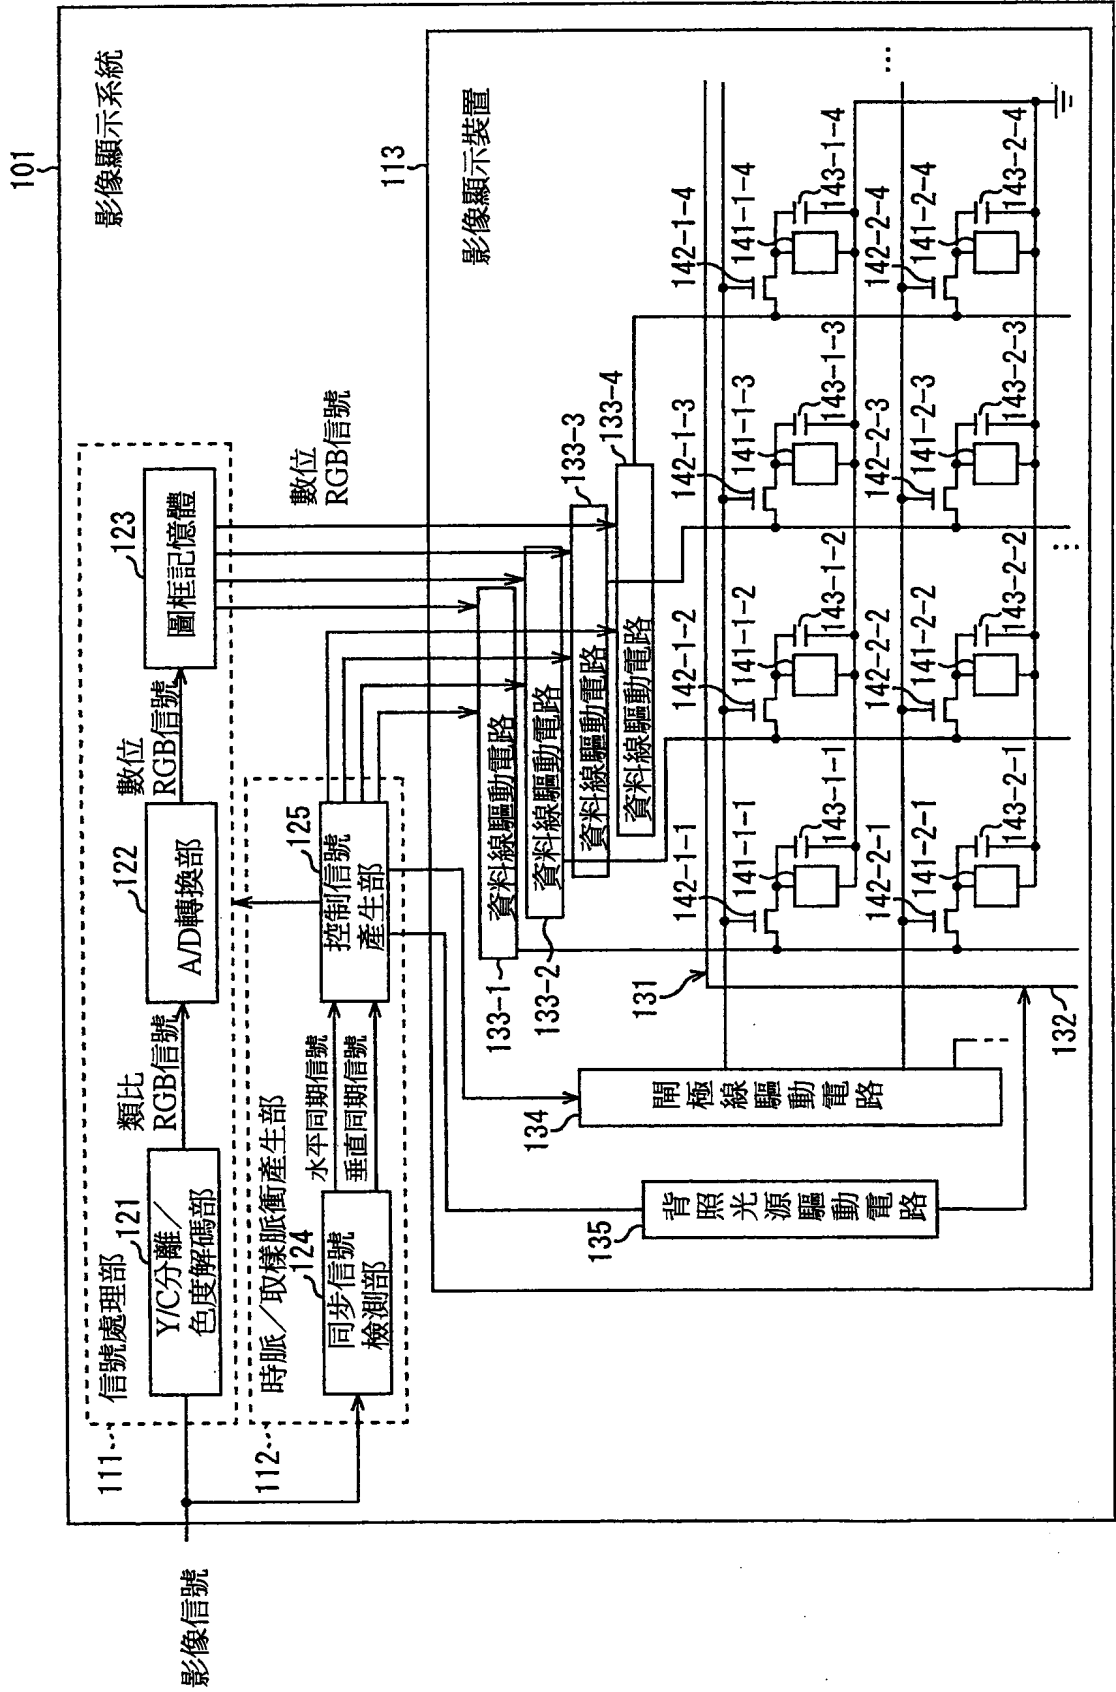 101
影像顯示系統
影像信號
111
信號處理部
121
Y/C分離/
色度解碼部
類比
RGB信號
122
A/D轉換部
數位
RGB信號
123
圖框記憶體
數位
RGB信號
112
時脈/取樣脈衝產生部
124
同步信號
檢測部
水平同期信號
垂直同期信號
125
控制信號
產生部
113
影像顯示裝置
133-1
資料線驅動電路
133-2
資料線驅動電路
133-3
資料線驅動電路
133-4
資料線驅動電路
134
閘極線驅動電路
135
背照光源驅動電路
131
132
142-1-1
141-1-1
143-1-1
142-1-2
141-1-2
143-1-2
142-1-3
141-1-3
143-1-3
142-1-4
141-1-4
143-1-4
142-2-1
141-2-1
143-2-1
142-2-2
141-2-2
143-2-2
142-2-3
141-2-3
143-2-3
142-2-4
141-2-4
143-2-4